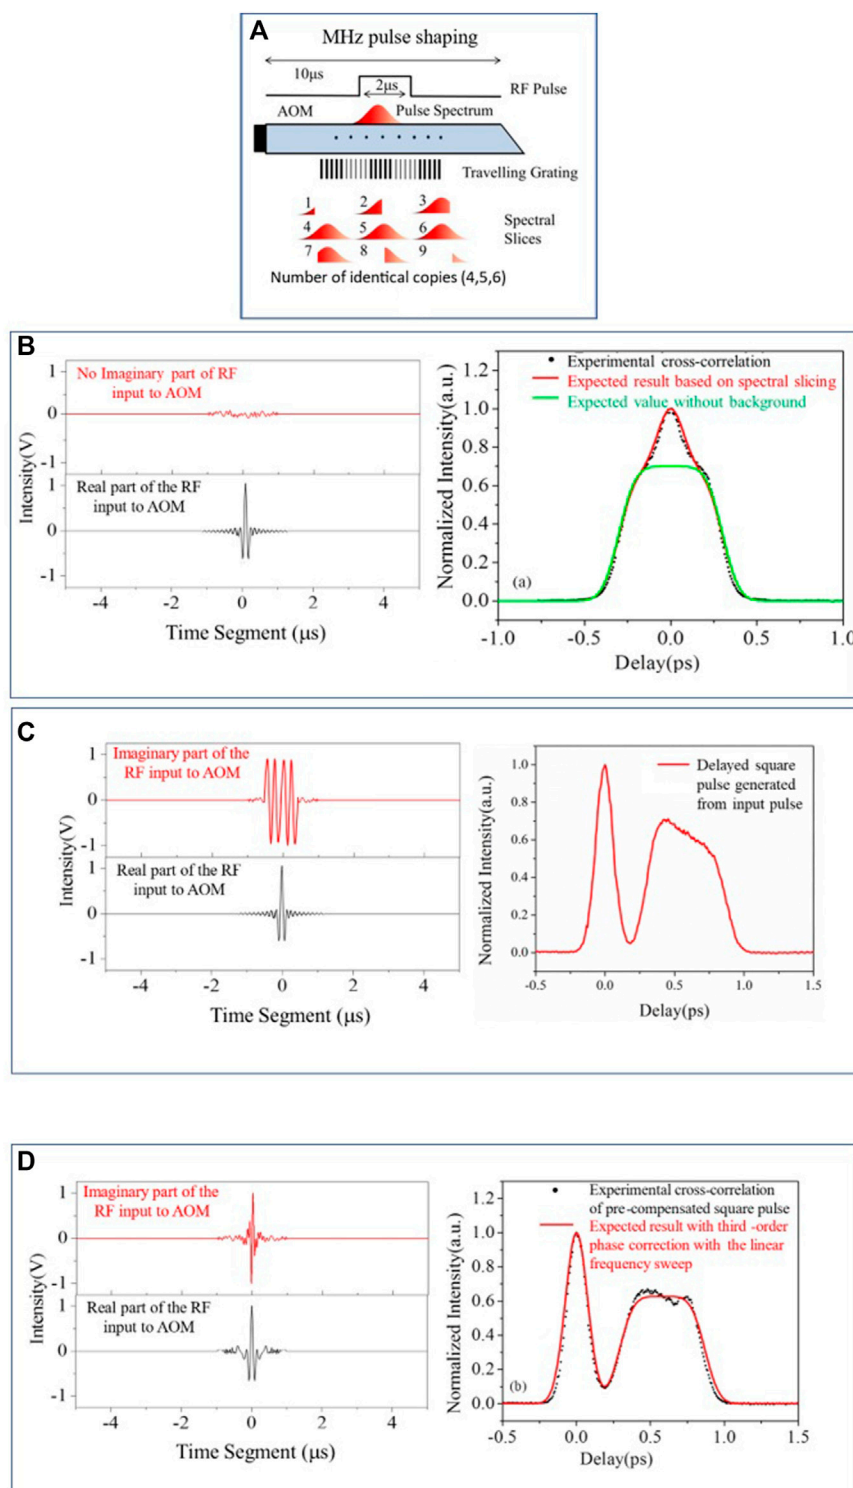 A
MHz pulse shaping
10μs
2μs
RF Pulse
AOM
Pulse Spectrum
Travelling Grating
1 2 3
4 5 6
7 8 9
Spectral
Slices
Number of identical copies (4,5,6)
B
No Imaginary part of RF
input to AOM
Real part of the RF
input to AOM
Intensity(V)
1
0
-1
1
0
-1
-4 -2 0 2 4
Time Segment (μs)
Experimental cross-correlation
Expected result based on spectral slicing
Expected value without background
(a)
Normalized Intensity(a.u.)
1.2
1.0
0.8
0.6
0.4
0.2
0.0
-1.0 -0.5 0.0 0.5 1.0
Delay(ps)
C
Imaginary part of the
RF input to AOM
Real part of the RF
input to AOM
Intensity(V)
1
0
-1
1
0
-1
-4 -2 0 2 4
Time Segment (μs)
Delayed square
pulse generated
from input pulse
Normalized Intensity(a.u.)
1.0
0.8
0.6
0.4
0.2
0.0
-0.5 0.0 0.5 1.0 1.5
Delay(ps)
D
Imaginary part of the
RF input to AOM
Real part of the RF
input to AOM
Intensity(V)
1
0
-1
1
0
-1
-4 -2 0 2 4
Time Segment (μs)
Experimental cross-correlation
of pre-compensated square pulse
Expected result with third -order
phase correction with the linear
frequency sweep
(b)
Normalized Intensity(a.u.)
1.2
1.0
0.8
0.6
0.4
0.2
0.0
-0.5 0.0 0.5 1.0 1.5
Delay(ps)